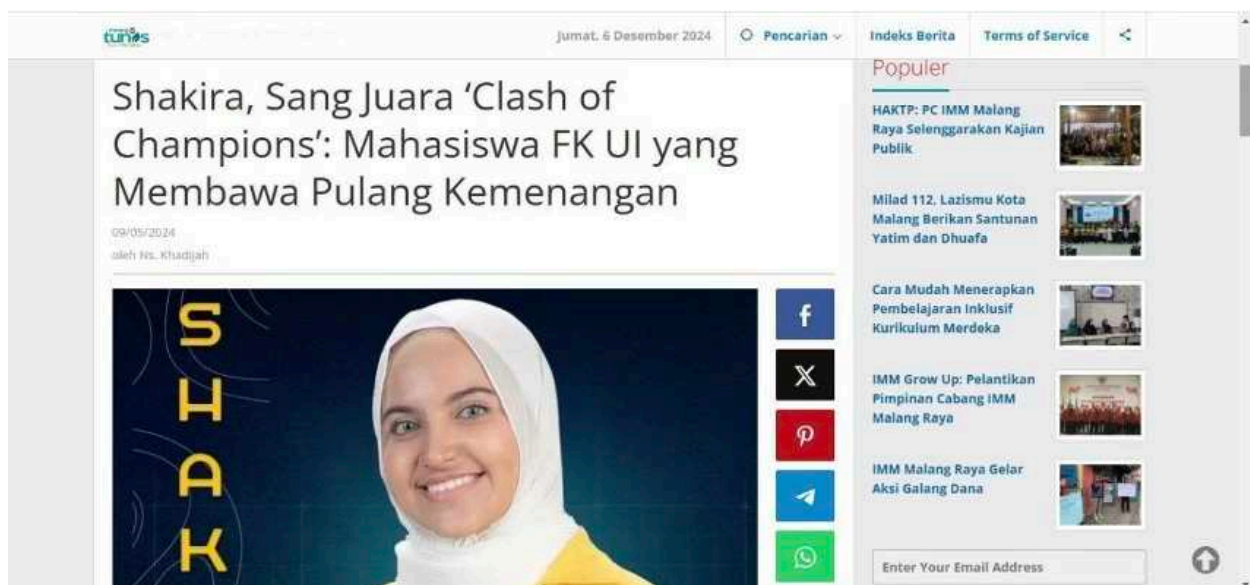 tunas
Jumat, 6 Desember 2024
Pencarian
Indeks Berita
Terms of Service
Shakira, Sang Juara ‘Clash of
Champions’: Mahasiswa FK UI yang
Membawa Pulang Kemenangan
09/05/2024
oleh Ns. Khadijah
S
H
A
K
Populer
HAKTP: PC IMM Malang
Raya Selenggarakan Kajian
Publik
Milad 112, Lazismu Kota
Malang Berikan Santunan
Yatim dan Dhuafa
Cara Mudah Menerapkan
Pembelajaran Inklusif
Kurikulum Merdeka
IMM Grow Up: Pelantikan
Pimpinan Cabang IMM
Malang Raya
IMM Malang Raya Gelar
Aksi Galang Dana
Enter Your Email Address